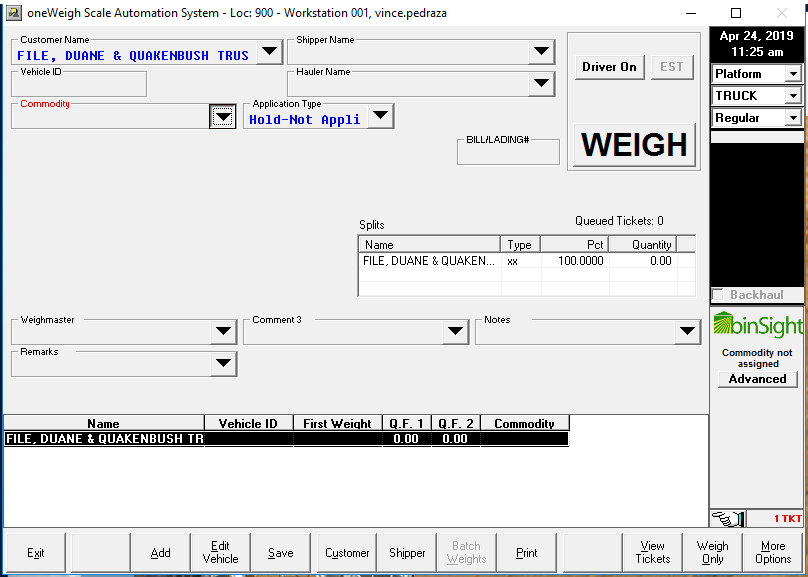 oneWeigh Scale Automation System - Loc: 900 - Workstation 001, vince.pedraza
Customer Name
FILE, DUANE & QUAKENBUSH TRUS
Shipper Name
Vehicle ID
Hauler Name
Commodity
Application Type
Hold-Not Appli
BILL/LADING#
Driver On
EST
WEIGH
Apr 24, 2019
11:25 am
Platform
TRUCK
Regular
Backhaul
binSight
Commodity not
assigned
Advanced
Splits
Queued Tickets: 0
Name Type Pct Quantity
FILE, DUANE & QUAKEN... xx 100.0000 0.00
Weighmaster
Comment 3
Notes
Remarks
Name Vehicle ID First Weight Q.F. 1 Q.F. 2 Commodity
FILE, DUANE & QUAKENBUSH TR 0.00 0.00
1 TKT
Exit
Add
Edit
Vehicle
Save
Customer
Shipper
Batch
Weights
Print
View
Tickets
Weigh
Only
More
Options